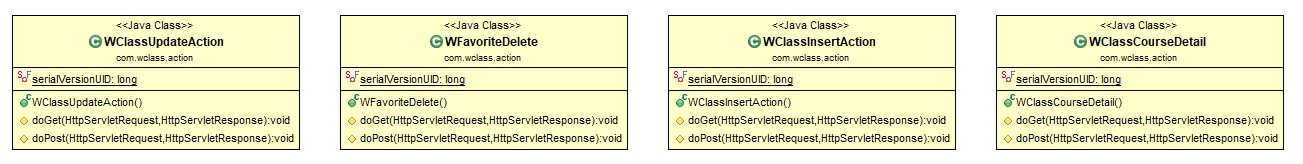 <<Java Class>>
WClassUpdateAction
com.wclass.action
serialVersionUID: long
WClassUpdateAction()
doGet(HttpServletRequest,HttpServletResponse):void
doPost(HttpServletRequest,HttpServletResponse):void
<<Java Class>>
WFavoriteDelete
com.wclass.action
serialVersionUID: long
WFavoriteDelete()
doGet(HttpServletRequest,HttpServletResponse):void
doPost(HttpServletRequest,HttpServletResponse):void
<<Java Class>>
WClassInsertAction
com.wclass.action
serialVersionUID: long
WClassInsertAction()
doGet(HttpServletRequest,HttpServletResponse):void
doPost(HttpServletRequest,HttpServletResponse):void
<<Java Class>>
WClassCourseDetail
com.wclass.action
serialVersionUID: long
WClassCourseDetail()
doGet(HttpServletRequest,HttpServletResponse):void
doPost(HttpServletRequest,HttpServletResponse):void